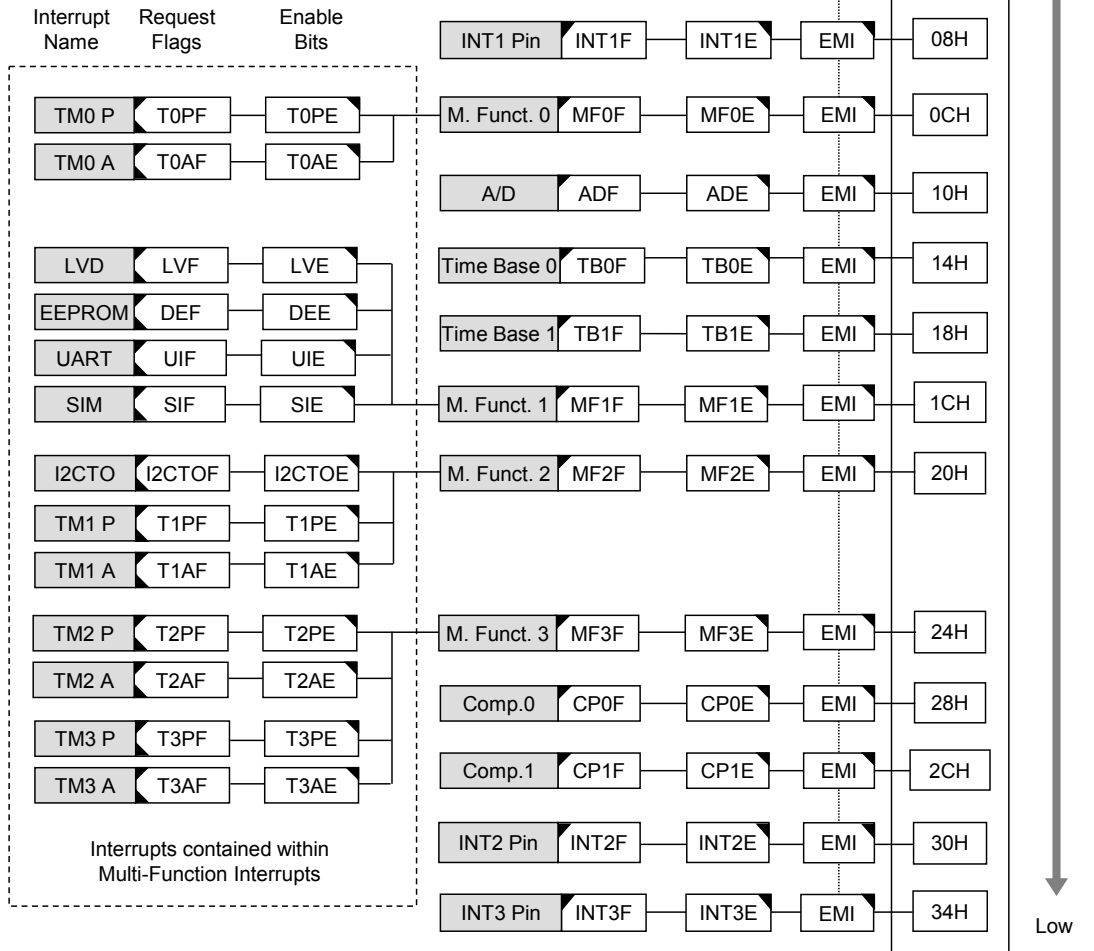 Interrupt Name Request Flags Enable Bits
INT1 Pin INT1F INT1E EMI 08H
TM0 P T0PF T0PE M. Funct. 0 MF0F MF0E EMI 0CH
TM0 A T0AF T0AE
A/D ADF ADE EMI 10H
LVD LVF LVE Time Base 0 TB0F TB0E EMI 14H
EEPROM DEF DEE
Time Base 1 TB1F TB1E EMI 18H
UART UIF UIE
SIM SIF SIE M. Funct. 1 MF1F MF1E EMI 1CH
I2CTO I2CTOF I2CTOE M. Funct. 2 MF2F MF2E EMI 20H
TM1 P T1PF T1PE
TM1 A T1AF T1AE
TM2 P T2PF T2PE M. Funct. 3 MF3F MF3E EMI 24H
TM2 A T2AF T2AE
Comp.0 CP0F CP0E EMI 28H
TM3 P T3PF T3PE
TM3 A T3AF T3AE Comp.1 CP1F CP1E EMI 2CH
Interrupts contained within
Multi-Function Interrupts
INT2 Pin INT2F INT2E EMI 30H
INT3 Pin INT3F INT3E EMI 34H
Low